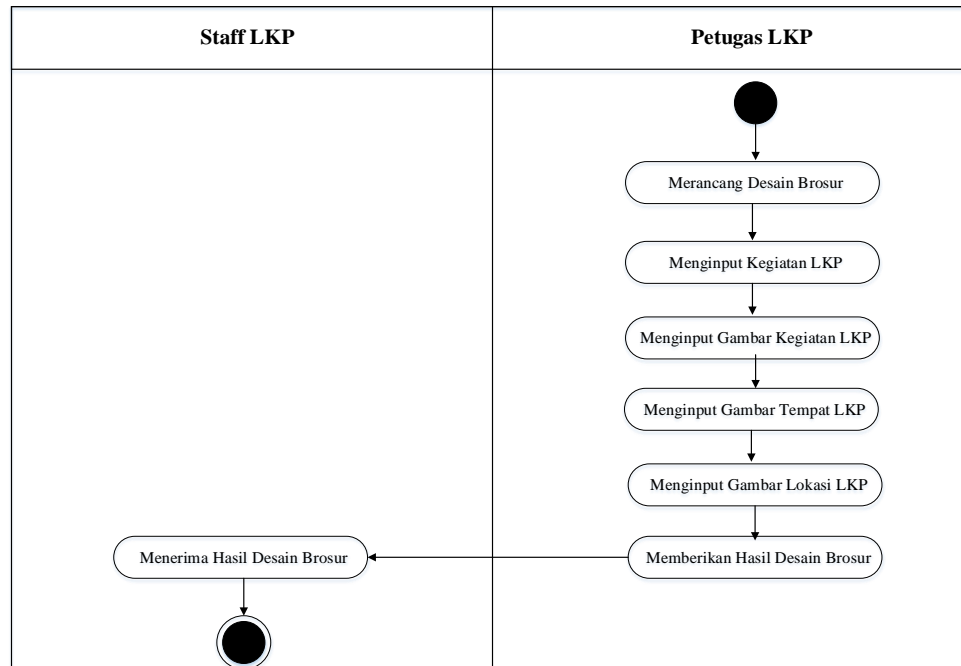 Staff LKP
Petugas LKP
Merancang Desain Brosur
Menginput Kegiatan LKP
Menginput Gambar Kegiatan LKP
Menginput Gambar Tempat LKP
Menginput Gambar Lokasi LKP
Menerima Hasil Desain Brosur
Memberikan Hasil Desain Brosur